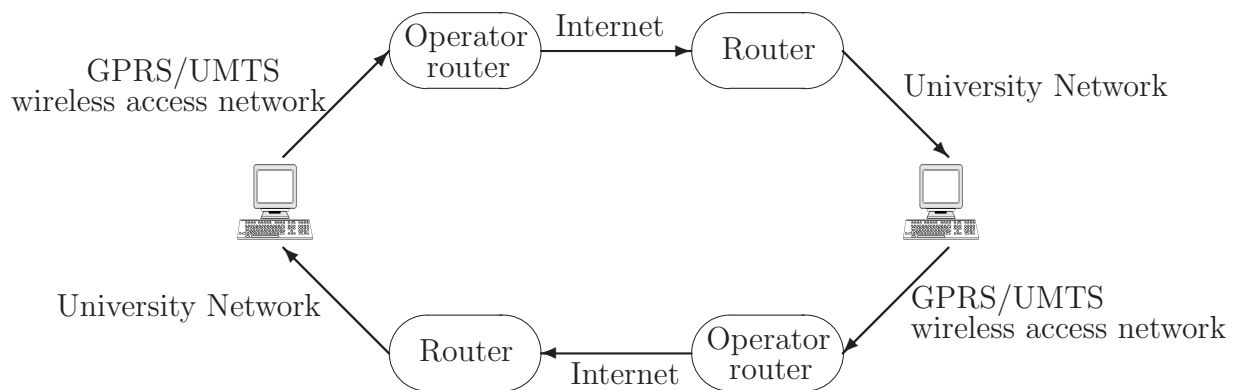 Operator
router
Internet
Router
GPRS/UMTS
wireless access network
University Network
University Network
GPRS/UMTS
wireless access network
Router
Internet
Operator
router